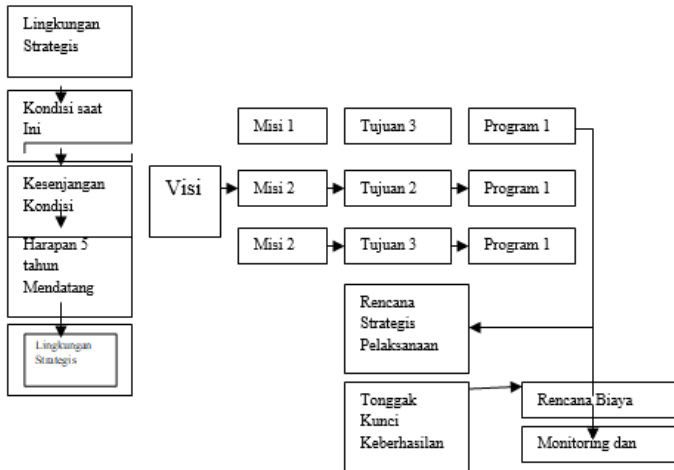 Lingkungan
Strategis
Kondisi saat
Ini
Kesenjangan
Kondisi
Harapan 5
tahun
Mendatang
Lingkungan
Strategis
Visi
Misi 1
Tujuan 3
Program 1
Misi 2
Tujuan 2
Program 1
Misi 2
Tujuan 3
Program 1
Rencana
Strategis
Pelaksanaan
Tonggak
Kunci
Keberhasilan
Rencana Biaya
Monitoring dan